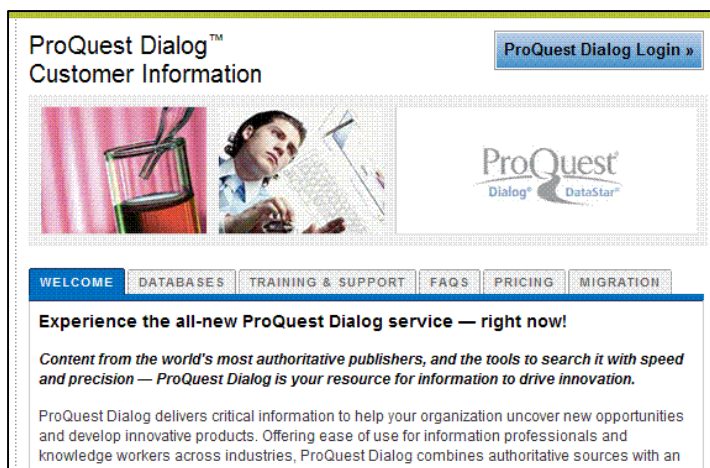 ProQuest Dialog™
Customer Information
ProQuest Dialog Login »
ProQuest
Dialog® DataStar®
WELCOME DATABASES TRAINING & SUPPORT FAQS PRICING MIGRATION
Experience the all-new ProQuest Dialog service — right now!
Content from the world's most authoritative publishers, and the tools to search it with speed
and precision — ProQuest Dialog is your resource for information to drive innovation.
ProQuest Dialog delivers critical information to help your organization uncover new opportunities
and develop innovative products. Offering ease of use for information professionals and
knowledge workers across industries, ProQuest Dialog combines authoritative sources with an